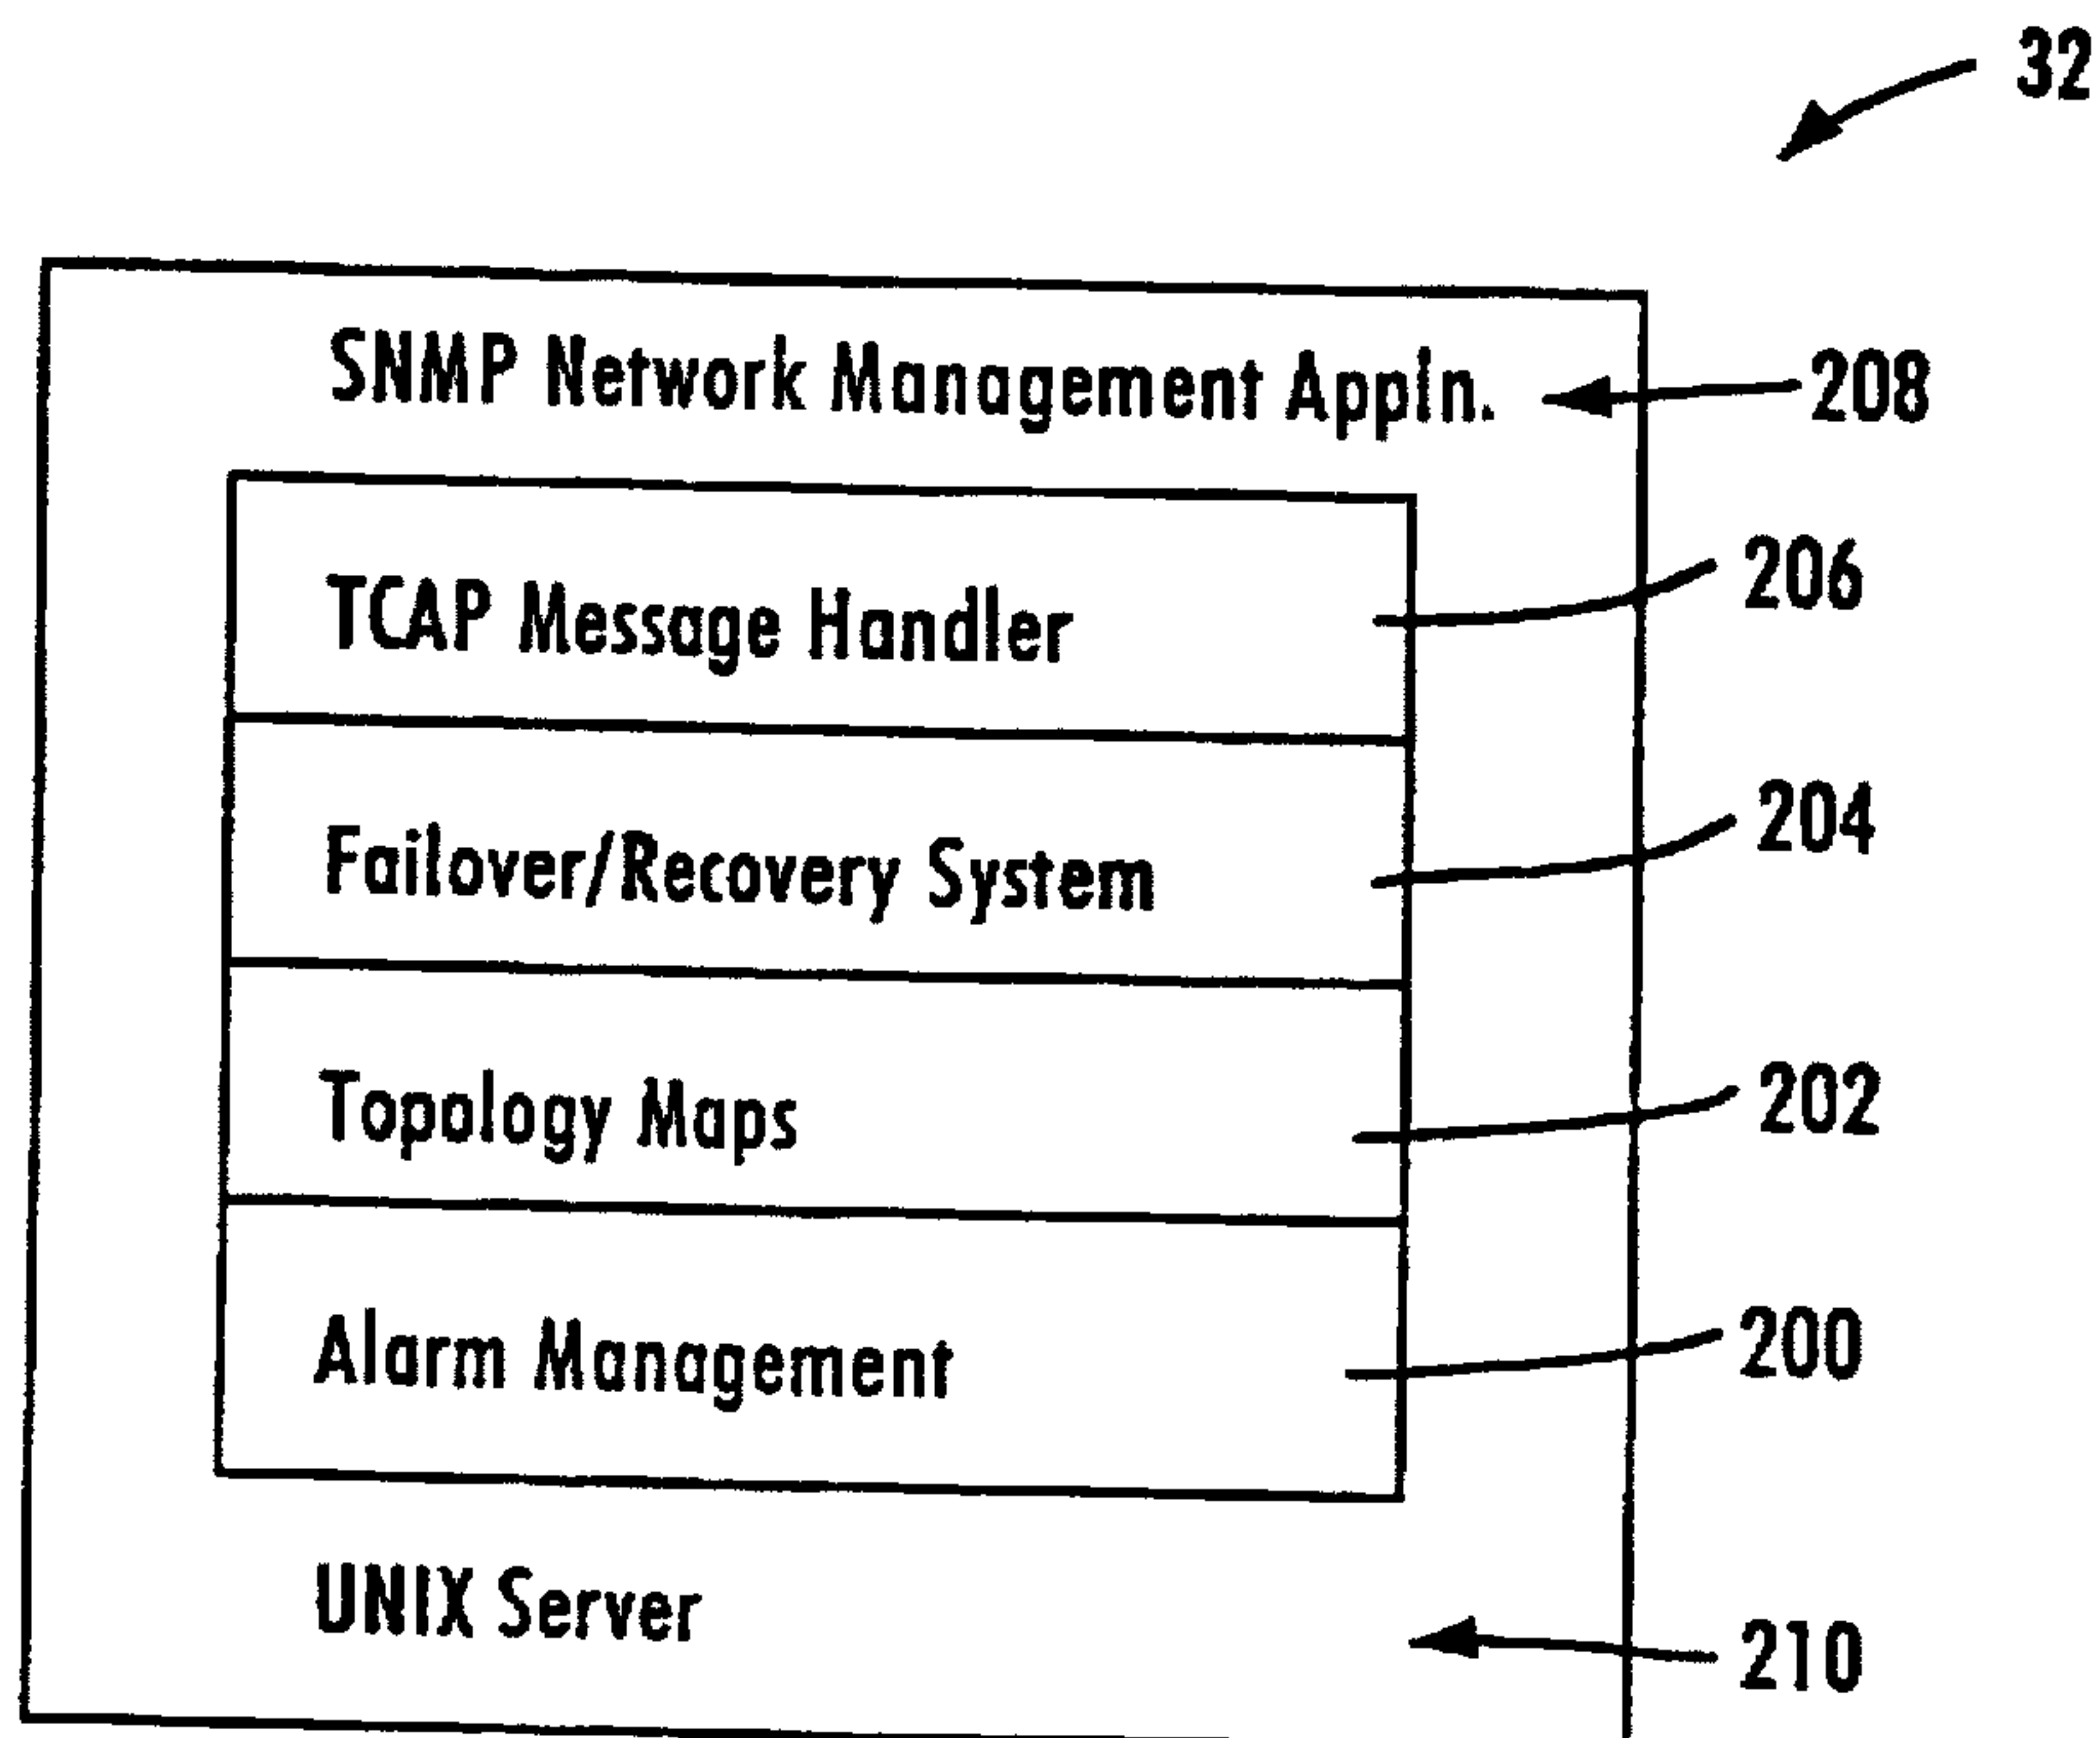 32
SNMP Network Management Appln.
208
TCAP Message Handler
206
Failover/Recovery System
204
Topology Maps
202
Alarm Management
200
UNIX Server
210